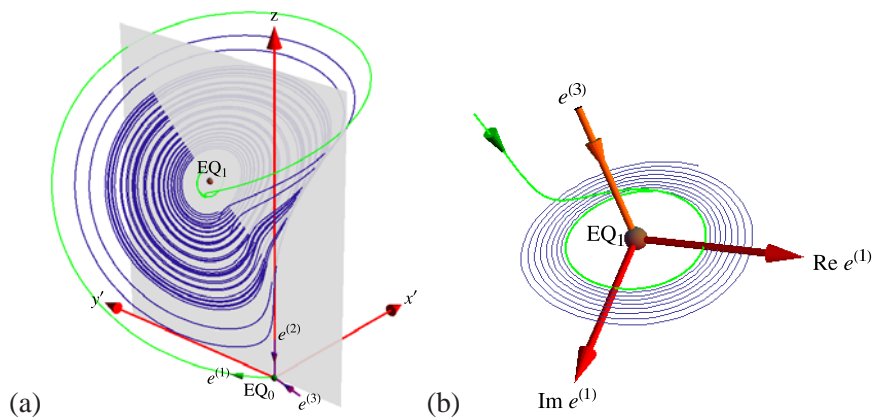 z
EQ₁
y′
x′
e⁽²⁾
e⁽¹⁾
EQ₀
e⁽³⁾
(a)
e⁽³⁾
EQ₁
Re e⁽¹⁾
Im e⁽¹⁾
(b)